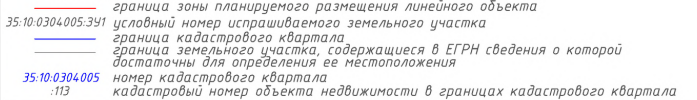 граница зоны планируемого размещения линейного объекта
35:10:0304005:ЗУ1 условный номер испрашиваемого земельного участка
граница кадастрового квартала
граница земельного участка, содержащиеся в ЕГРН сведения о которой
достаточны для определения ее местоположения
35:10:0304005 номер кадастрового квартала
:113 кадастровый номер объекта недвижимости в границах кадастрового квартала